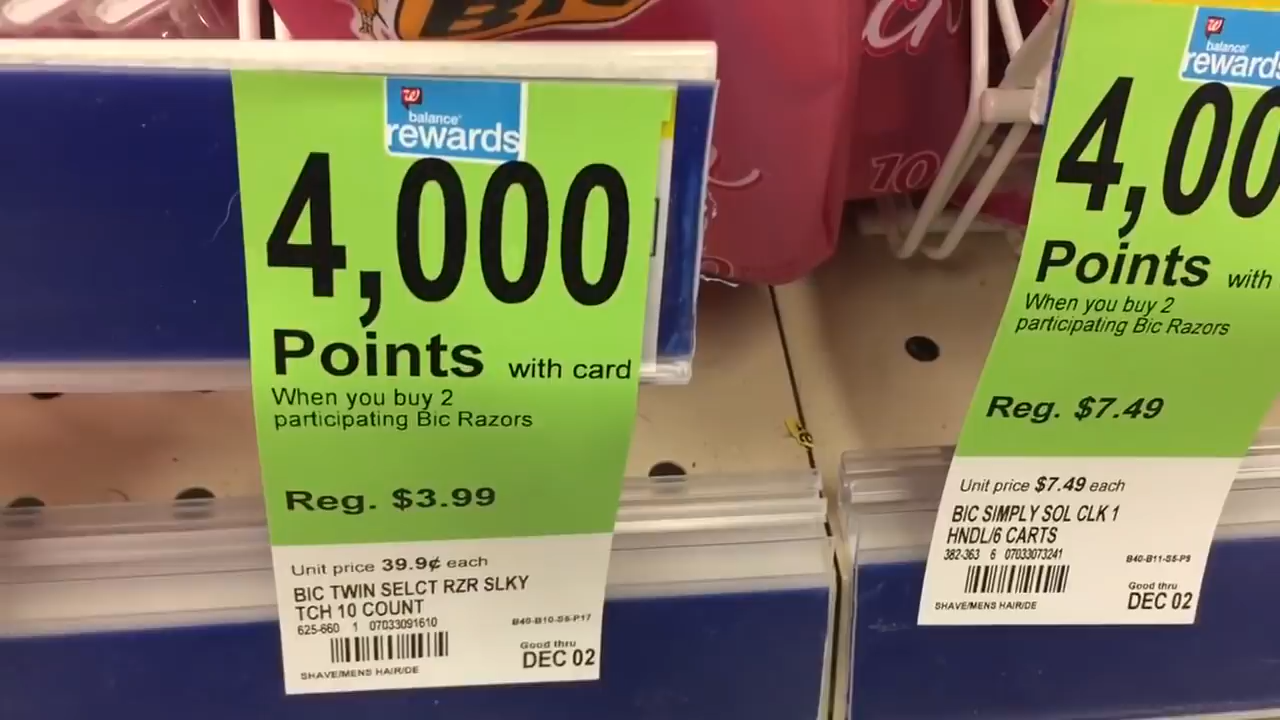 BIC
10
balance
rewards
4,000
Points with card
When you buy 2
participating Bic Razors
Reg. $3.99
Unit price 39.9¢ each
BIC TWIN SELCT RZR SLKY
TCH 10 COUNT
625-660 1 07033091610
B40-B10-S6-P17
Good thru
DEC 02
SHAVE/MENS HAIR/DE
balance
rewards
4,00
Points with
When you buy 2
participating Bic Razors
Reg. $7.49
Unit price $7.49 each
BIC SIMPLY SOL CLK 1
HNDL/6 CARTS
382-363 6 07033073241
B40-B11-S5-P9
Good thru
DEC 02
SHAVE/MENS HAIR/DE